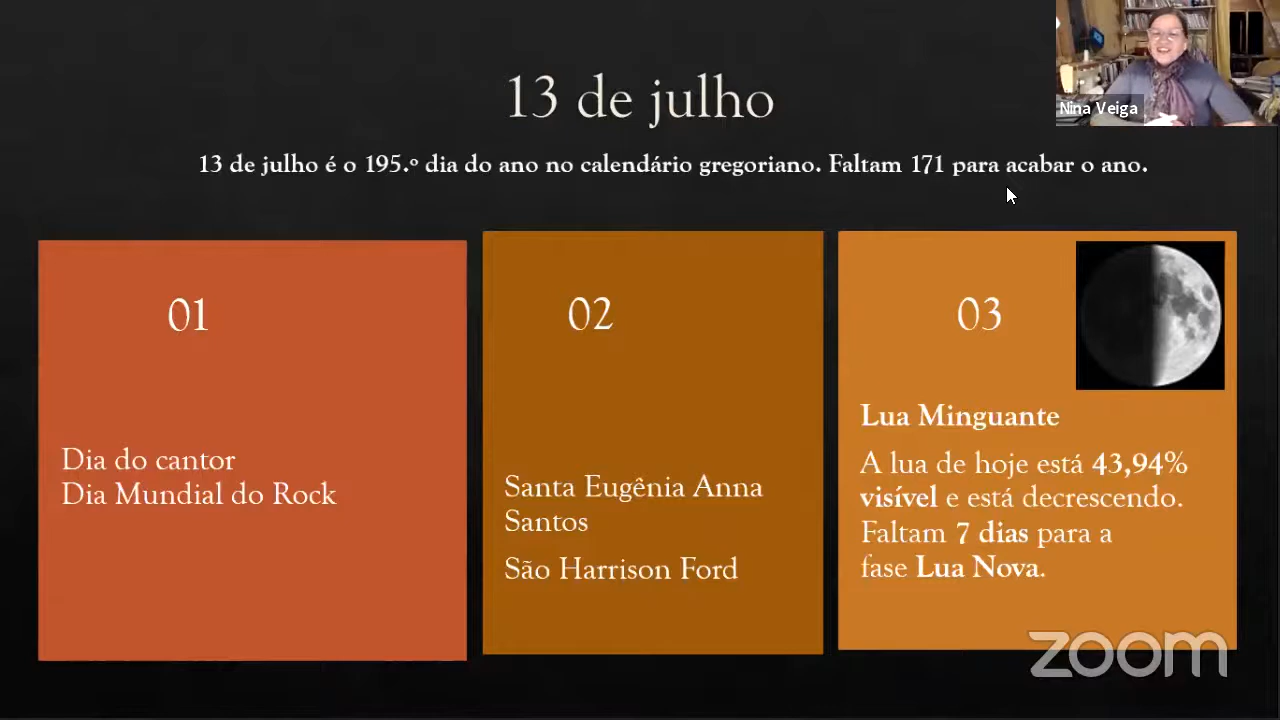 Nina Veiga
13 de julho
13 de julho é o 195.º dia do ano no calendário gregoriano. Faltam 171 para acabar o ano.
01
Dia do cantor
Dia Mundial do Rock
02
Santa Eugênia Anna
Santos
São Harrison Ford
03
Lua Minguante
A lua de hoje está 43,94%
visível e está decrescendo.
Faltam 7 dias para a
fase Lua Nova.
zoom